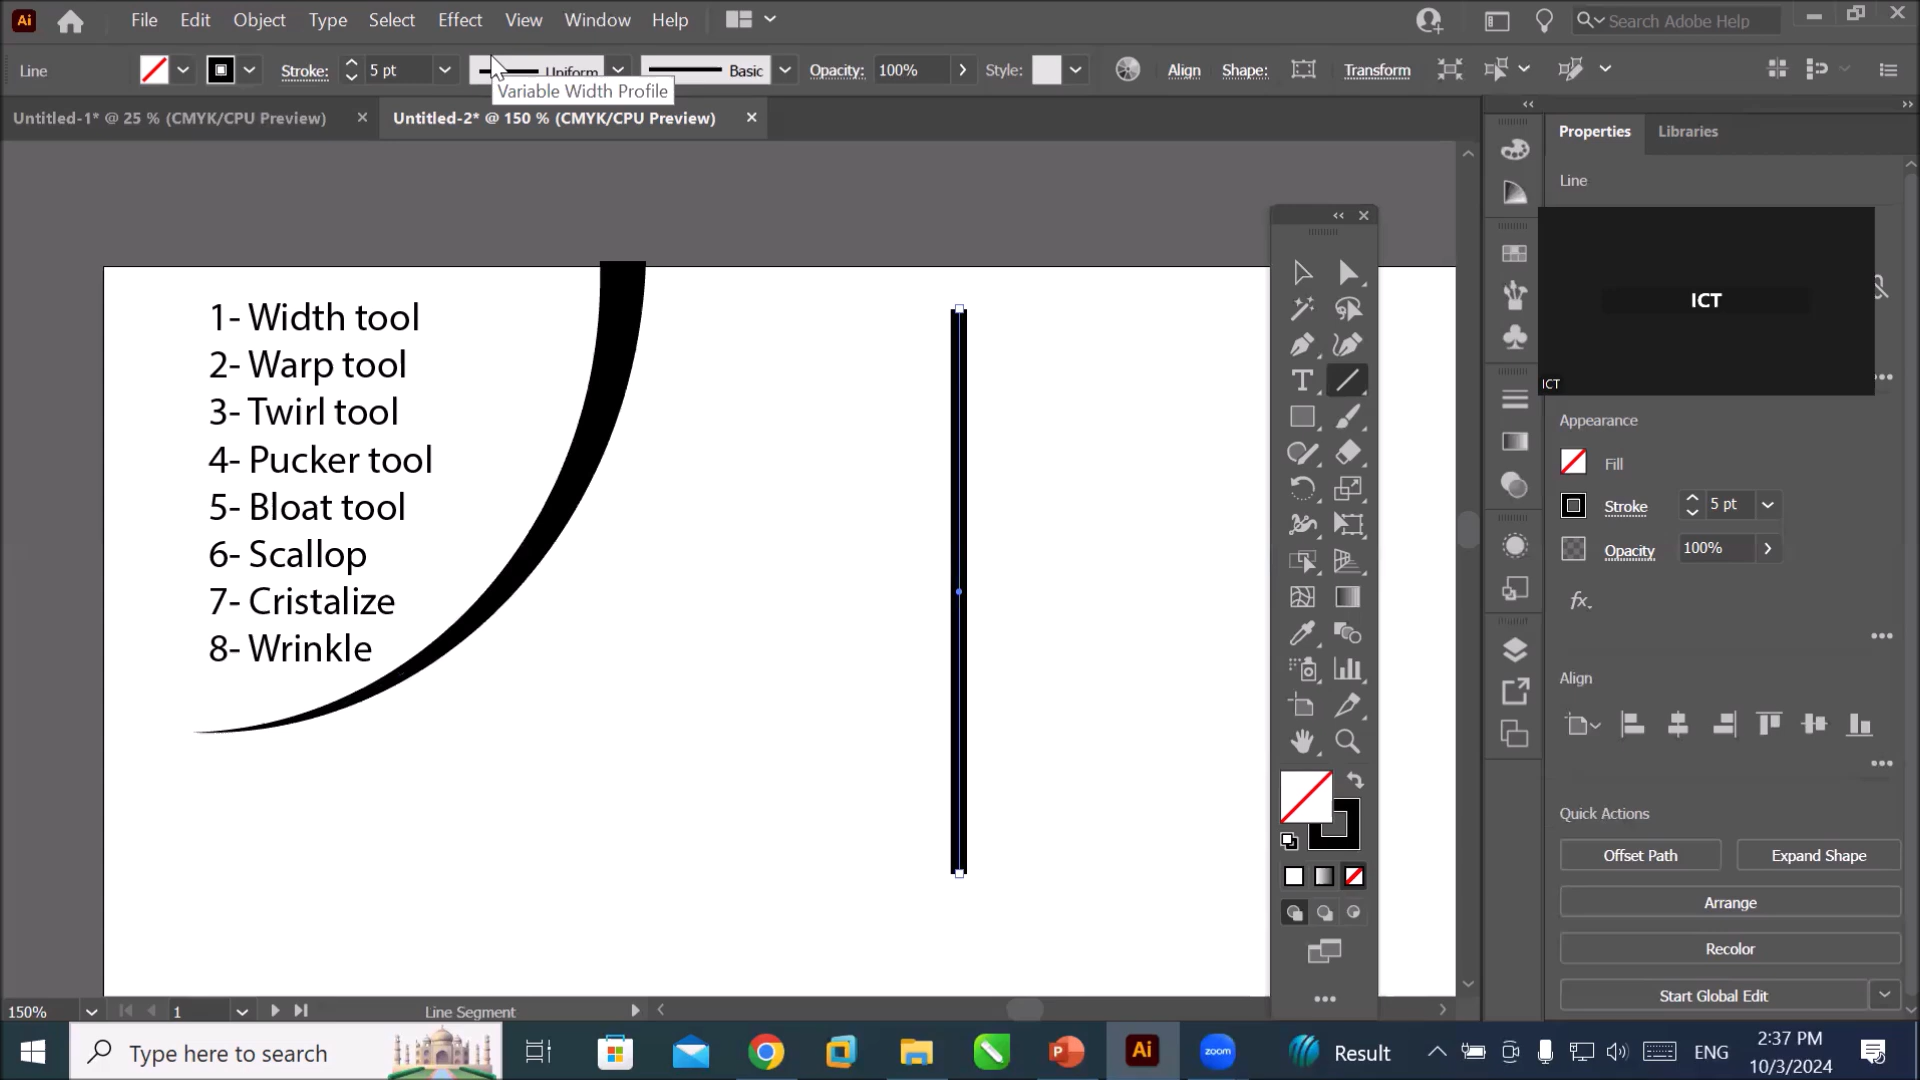 Ai File Edit Object Type Select Effect View Window Help Search Adobe Help
Line Stroke: 5 pt Uniform Basic Opacity: 100% Style: Align Shape: Transform
Variable Width Profile
Untitled-1* @ 25 % (CMYK/CPU Preview) Untitled-2* @ 150 % (CMYK/CPU Preview)
Properties Libraries
Line
ICT
ICT
1- Width tool
2- Warp tool
3- Twirl tool
4- Pucker tool
5- Bloat tool
6- Scallop
7- Cristalize
8- Wrinkle
Appearance
Fill
Stroke 5 pt
Opacity 100%
fx
Align
Quick Actions
Offset Path Expand Shape
Arrange
Recolor
Start Global Edit
150% 1 Line Segment
Type here to search
Ai
zoom
Result
ENG
2:37 PM
10/3/2024